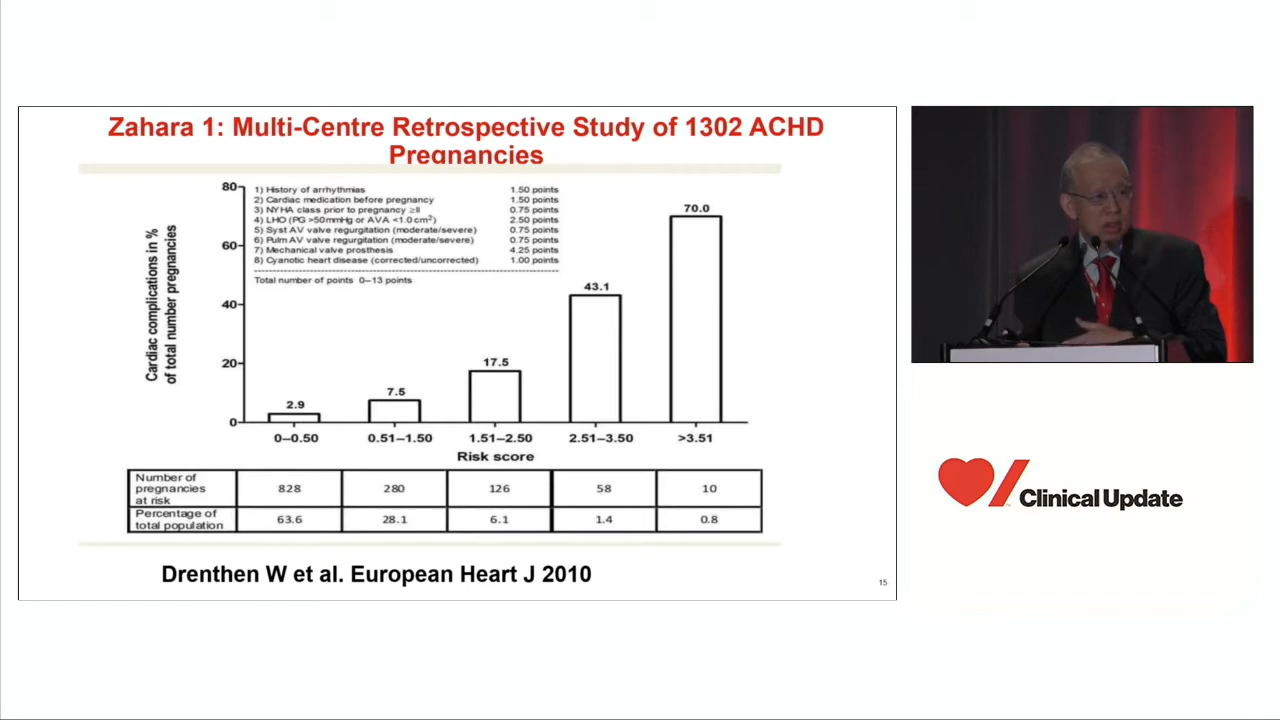 Zahara 1: Multi-Centre Retrospective Study of 1302 ACHD
Pregnancies
Cardiac complications in %
of total number pregnancies
80
60
40
20
0
1) History of arrhythmias 1.50 points
2) Cardiac medication before pregnancy 1.50 points
3) NYHA class prior to pregnancy ≥II 0.75 points
4) LHO (PG >50mmHg or AVA <1.0 cm²) 2.50 points
5) Syst AV valve regurgitation (moderate/severe) 0.75 points
6) Pulm AV valve regurgitation (moderate/severe) 0.75 points
7) Mechanical valve prosthesis 4.25 points
8) Cyanotic heart disease (corrected/uncorrected) 1.00 points
Total number of points 0–13 points
2.9
7.5
17.5
43.1
70.0
0–0.50 0.51–1.50 1.51–2.50 2.51–3.50 >3.51
Risk score
Number of
pregnancies
at risk
828 280 126 58 10
Percentage of
total population
63.6 28.1 6.1 1.4 0.8
Drenthen W et al. European Heart J 2010
15
Clinical Update